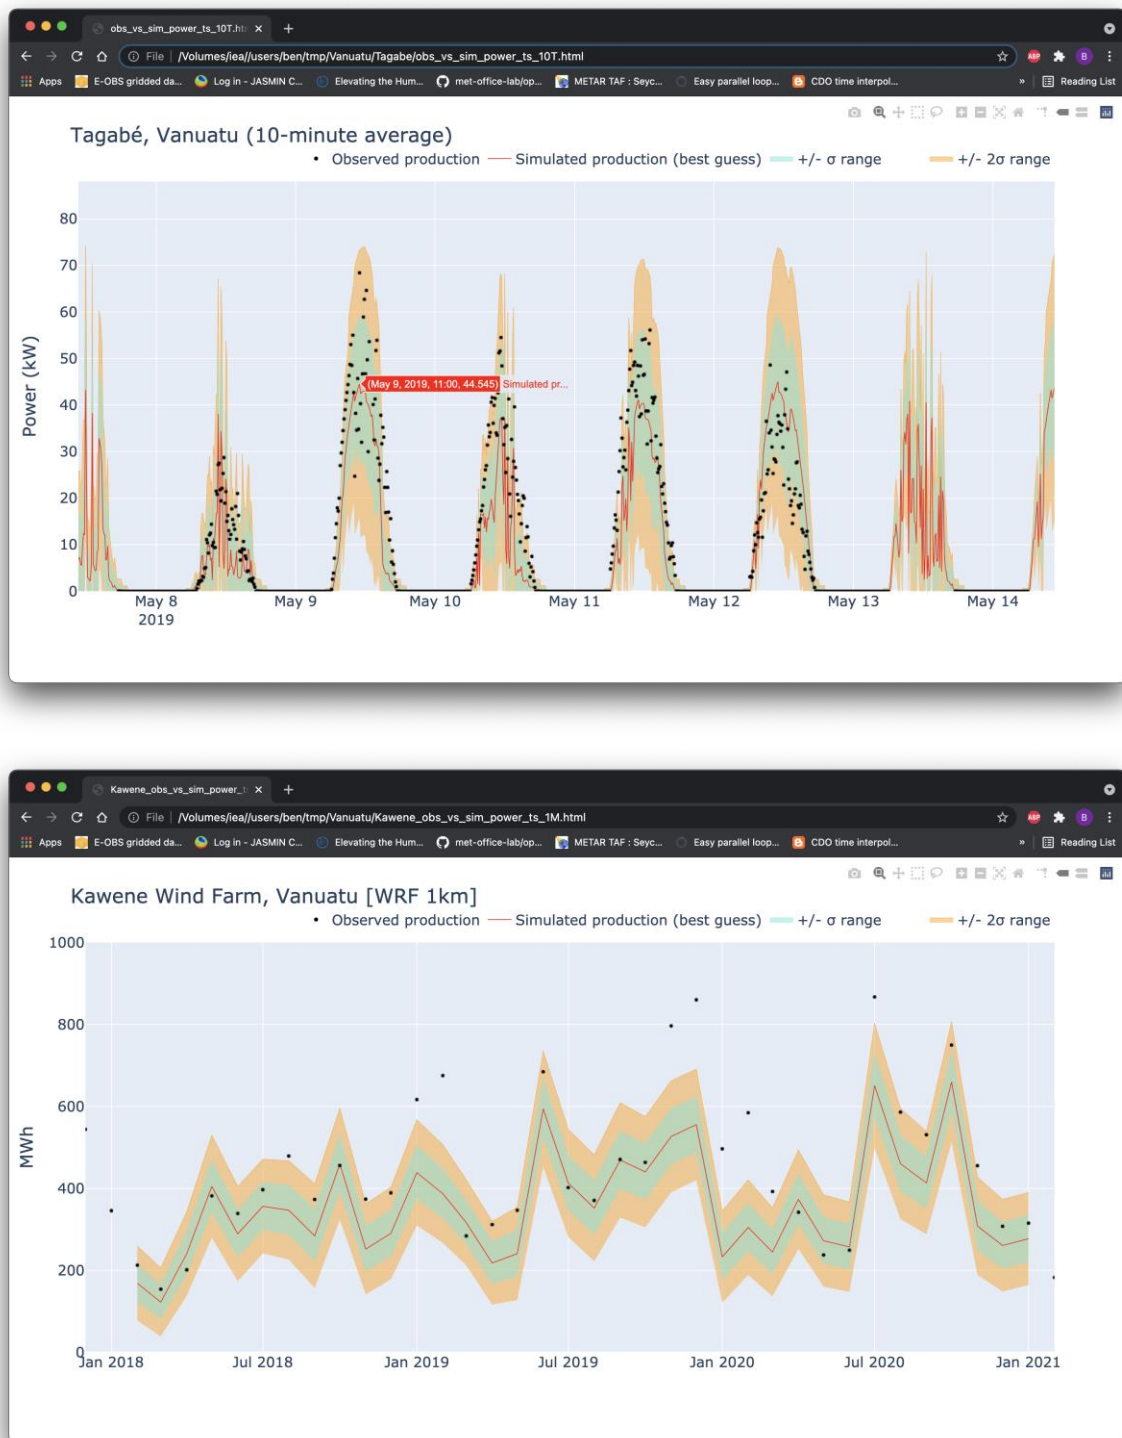 obs_vs_sim_power_ts_10T.ht
File | /Volumes/iea//users/ben/tmp/Vanuatu/Tagabe/obs_vs_sim_power_ts_10T.html
ABP B
Apps E-OBS gridded da... Log in - JASMIN C... Elevating the Hum... met-office-lab/op... METAR TAF : Seyc... Easy parallel loop... CDO time interpol... » Reading List
Tagabé, Vanuatu (10-minute average)
Observed production Simulated production (best guess) +/- σ range +/- 2σ range
80
70
60
50
(May 9, 2019, 11:00, 44.545) Simulated pr...
40
30
20
10
0
Power (kW)
May 8 May 9 May 10 May 11 May 12 May 13 May 14
2019
Kawene_obs_vs_sim_power_t
File | /Volumes/iea//users/ben/tmp/Vanuatu/Kawene_obs_vs_sim_power_ts_1M.html
ABP B
Apps E-OBS gridded da... Log in - JASMIN C... Elevating the Hum... met-office-lab/op... METAR TAF : Seyc... Easy parallel loop... CDO time interpol... » Reading List
Kawene Wind Farm, Vanuatu [WRF 1km]
Observed production Simulated production (best guess) +/- σ range +/- 2σ range
1000
800
600
400
200
0
MWh
Jan 2018 Jul 2018 Jan 2019 Jul 2019 Jan 2020 Jul 2020 Jan 2021